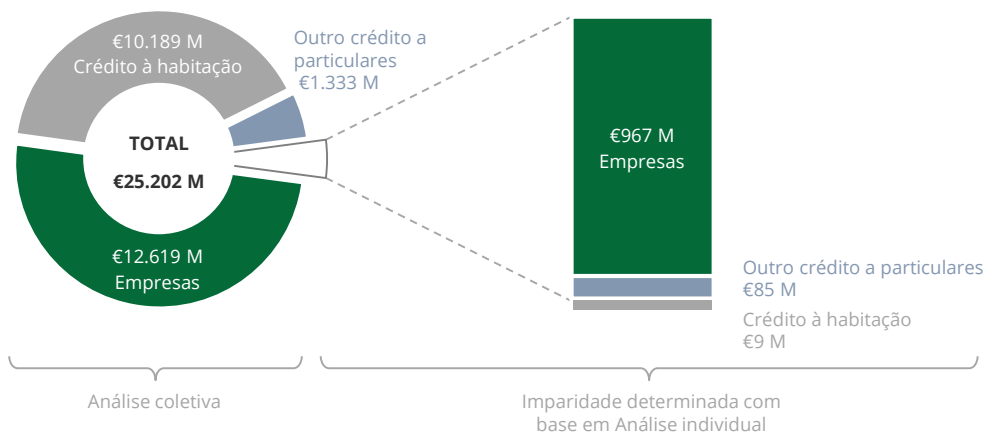 €10.189 M
Crédito à habitação
Outro crédito a
particulares
€1.333 M
TOTAL
€25.202 M
€12.619 M
Empresas
€967 M
Empresas
Outro crédito a particulares
€85 M
Crédito à habitação
€9 M
Análise coletiva
Imparidade determinada com
base em Análise individual